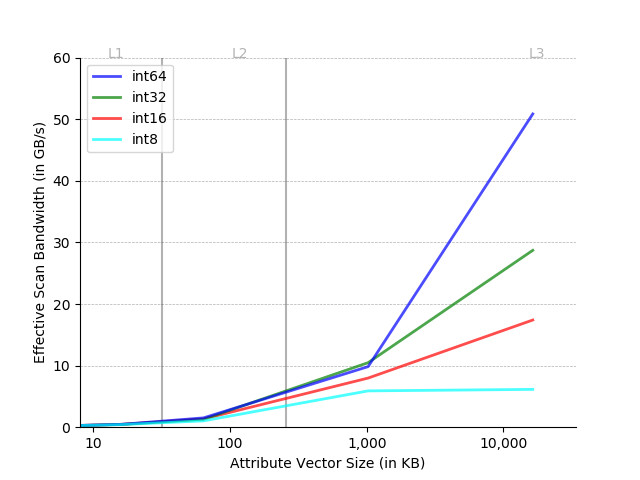 L1 L2 L3
60
50
40
30
20
10
0
Effective Scan Bandwidth (in GB/s)
int64
int32
int16
int8
10 100 1,000 10,000
Attribute Vector Size (in KB)